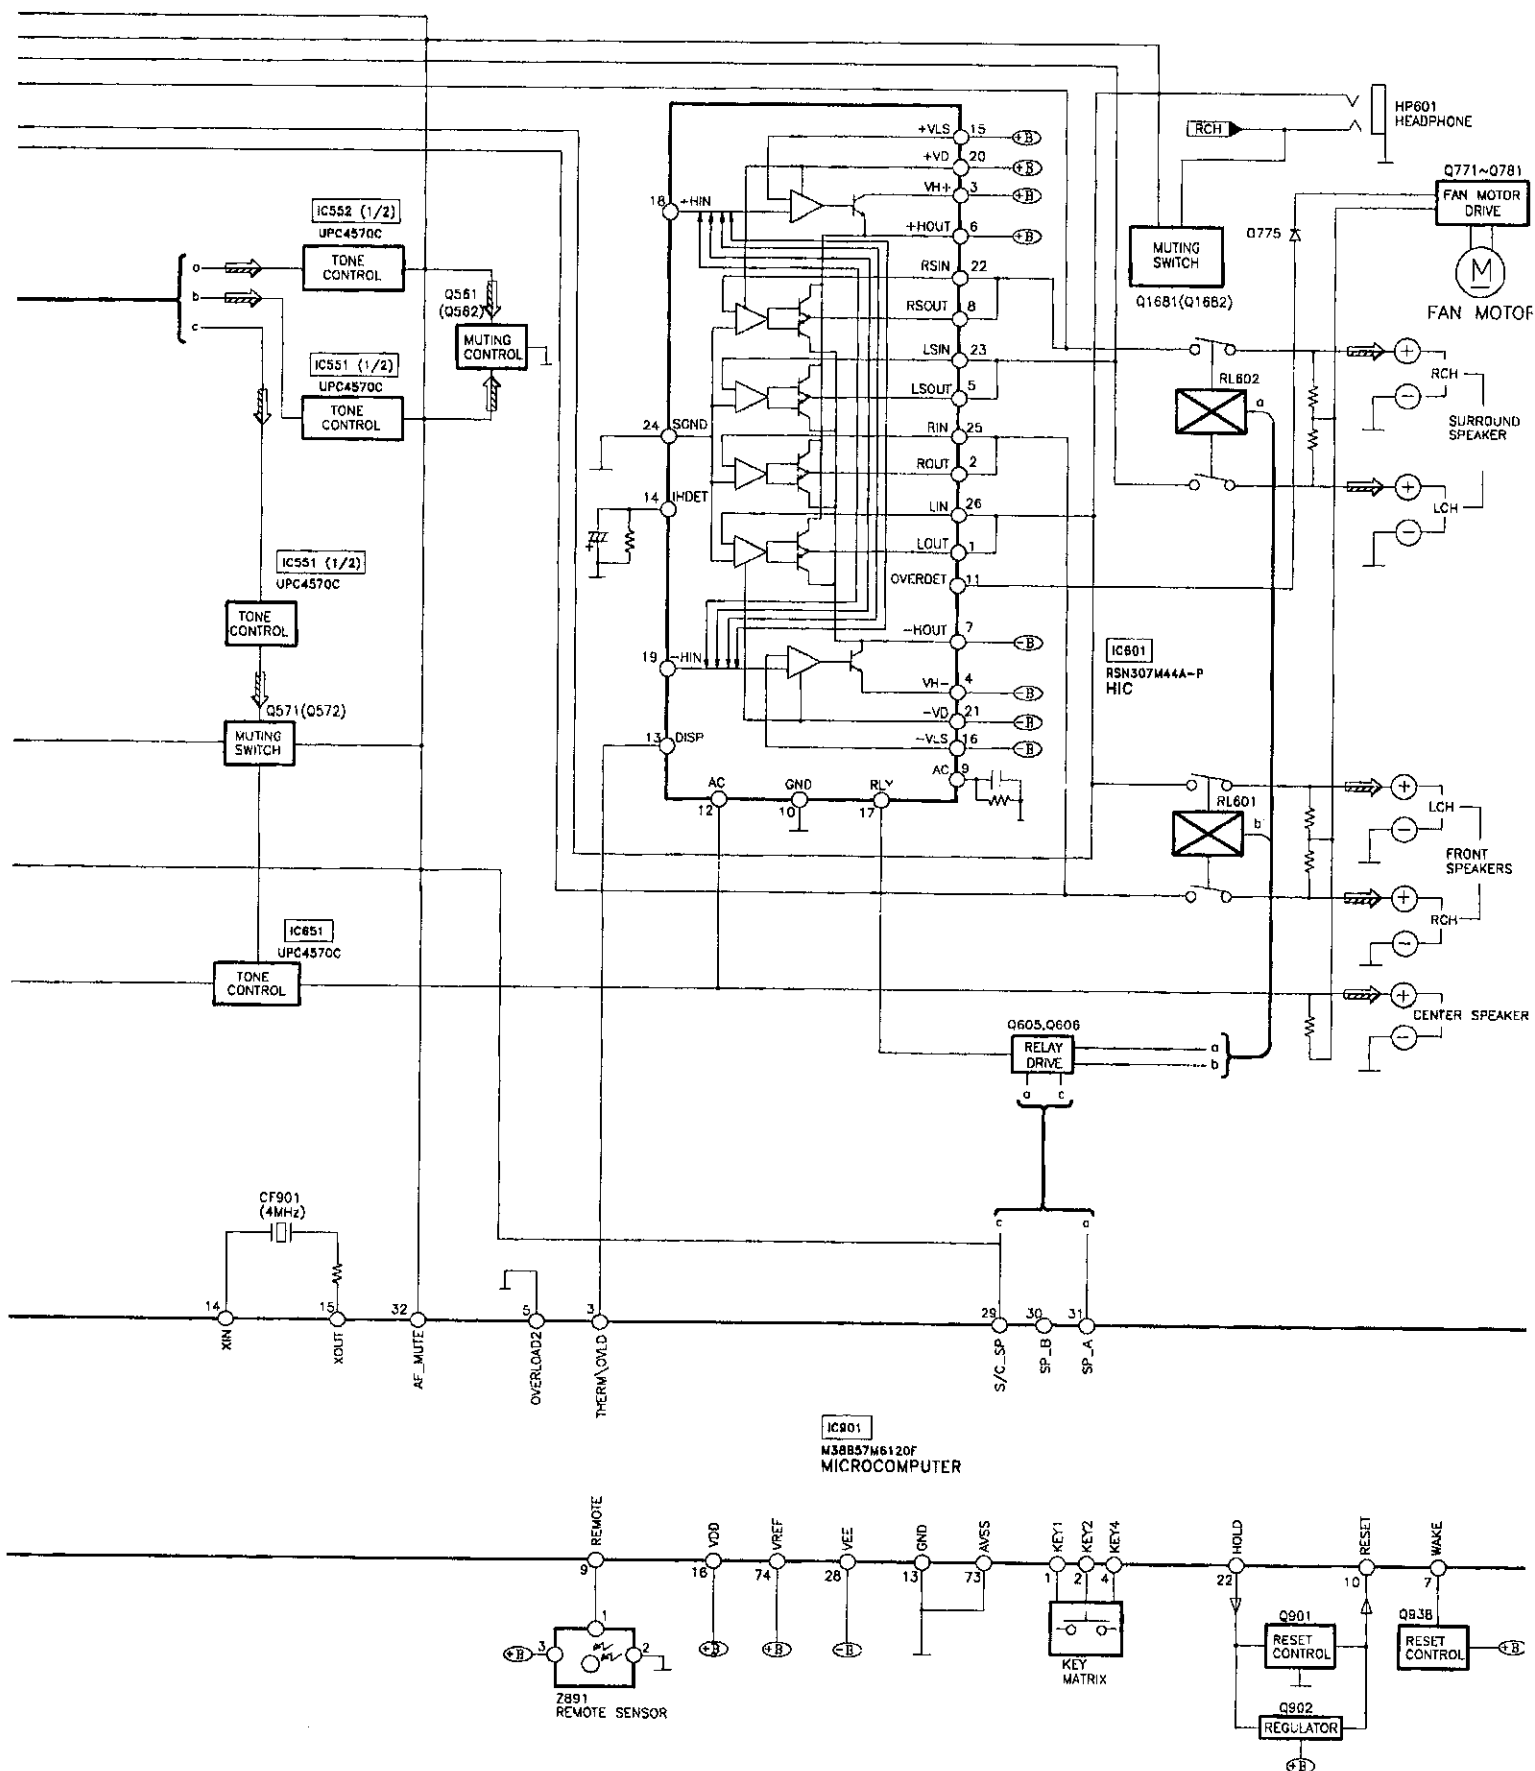 HP601
HEADPHONE
RCH
+VLS
15
+B
+VD
20
+B
VH+
3
+B
+HOUT
6
+B
18
+HIN
RSIN
22
RSOUT
8
LSIN
23
LSOUT
5
24
SGND
RIN
25
ROUT
2
14
IHDET
LIN
26
LOUT
1
OVERDET
11
-HOUT
7
-B
19
-HIN
VH-
4
-B
-VD
21
-B
-VLS
16
-B
13
DISP
AC
9
AC
12
GND
10
RLY
17
+
IC601
RSN307M44A-P
HIC
Q771~Q781
FAN MOTOR
DRIVE
M
FAN MOTOR
Q775
MUTING
SWITCH
Q1681(Q1682)
IC552 (1/2)
UPC4570C
TONE
CONTROL
a
b
c
Q561
(Q562)
MUTING
CONTROL
IC551 (1/2)
UPC4570C
TONE
CONTROL
IC551 (1/2)
UPC4570C
TONE
CONTROL
Q571(Q572)
MUTING
SWITCH
IC651
UPC4570C
TONE
CONTROL
RL602
a
+
RCH
-
SURROUND
SPEAKER
+
LCH
-
RL601
b
+
LCH
-
FRONT
SPEAKERS
+
RCH
-
+
CENTER SPEAKER
-
Q605,Q606
RELAY
DRIVE
a
b
a
c
c
a
CF901
(4MHz)
14
XIN
15
XOUT
32
AF_MUTE
5
OVERLOAD2
3
THERM\OVLD
29
S/C_SP
30
SP_B
31
SP_A
IC901
M38B57M6120F
MICROCOMPUTER
REMOTE
9
VDD
16
VREF
74
VEE
28
GND
13
AVSS
73
KEY1
1
KEY2
2
KEY4
4
HOLD
22
RESET
10
WAKE
7
1
+B
3
2
Z891
REMOTE SENSOR
+B
+B
-B
KEY
MATRIX
Q901
RESET
CONTROL
Q902
REGULATOR
+B
Q938
RESET
CONTROL
+B